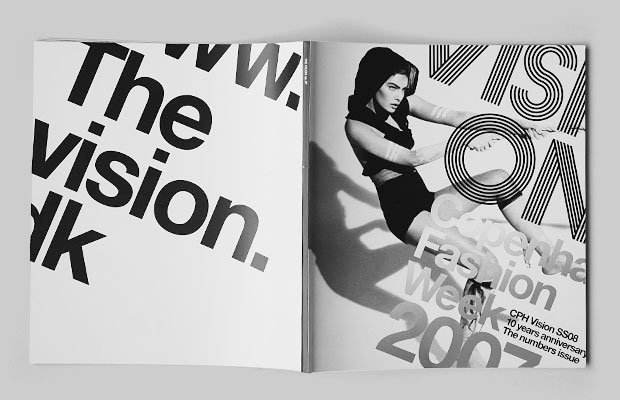 ww.
The
vision.
dk
VISI
ON
Copenha
Fashion
Week
2007
CPH Vision SS08
10 years anniversary
The numbers issue